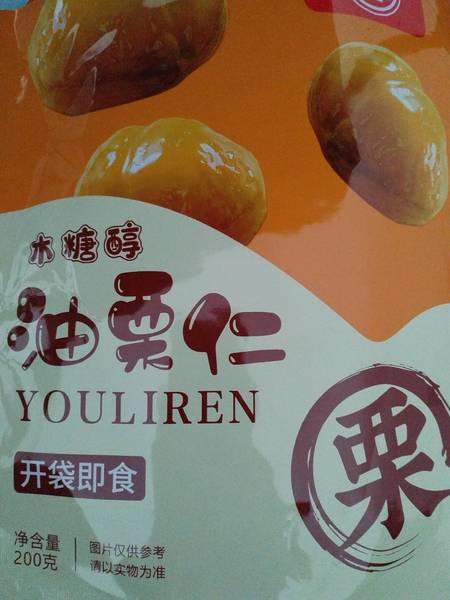 木糖醇
油栗仁
YOULIREN
栗
开袋即食
净含量
200克
图片仅供参考
请以实物为准